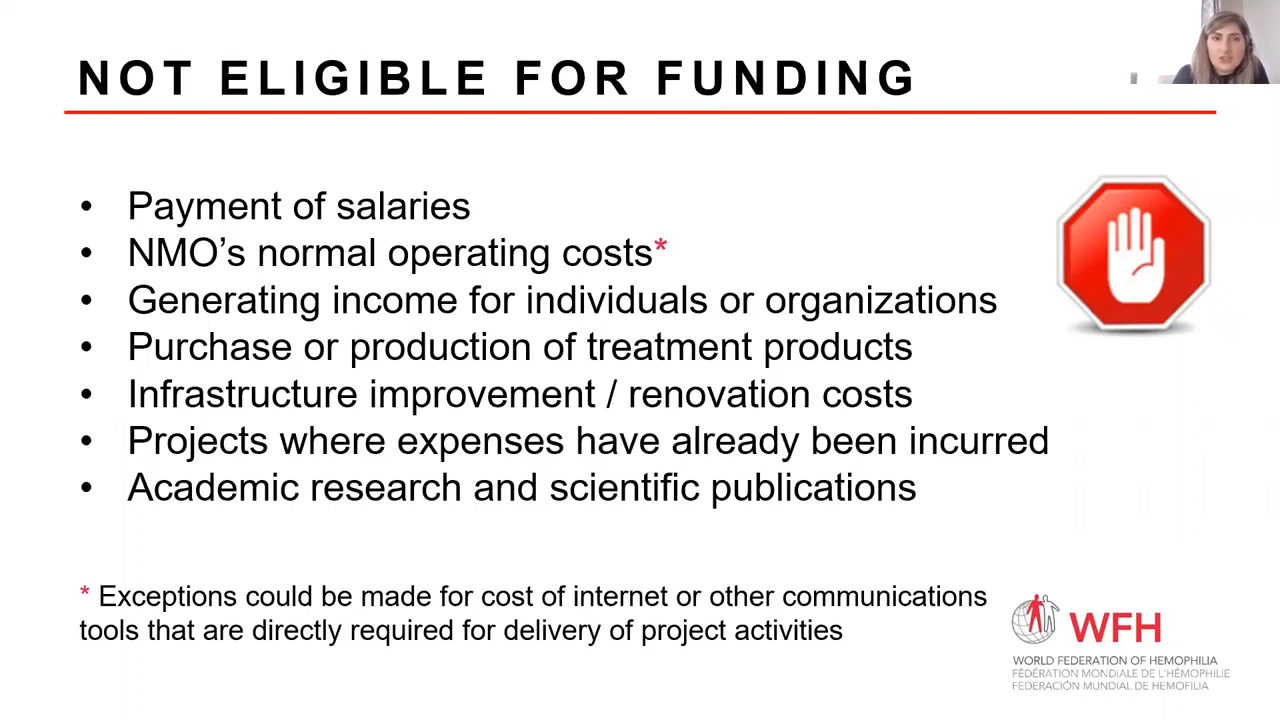 NOT ELIGIBLE FOR FUNDING
• Payment of salaries
• NMO’s normal operating costs*
• Generating income for individuals or organizations
• Purchase or production of treatment products
• Infrastructure improvement / renovation costs
• Projects where expenses have already been incurred
• Academic research and scientific publications
* Exceptions could be made for cost of internet or other communications
tools that are directly required for delivery of project activities
WFH
WORLD FEDERATION OF HEMOPHILIA
FÉDÉRATION MONDIALE DE L’HÉMOPHILIE
FEDERACIÓN MUNDIAL DE HEMOFILIA